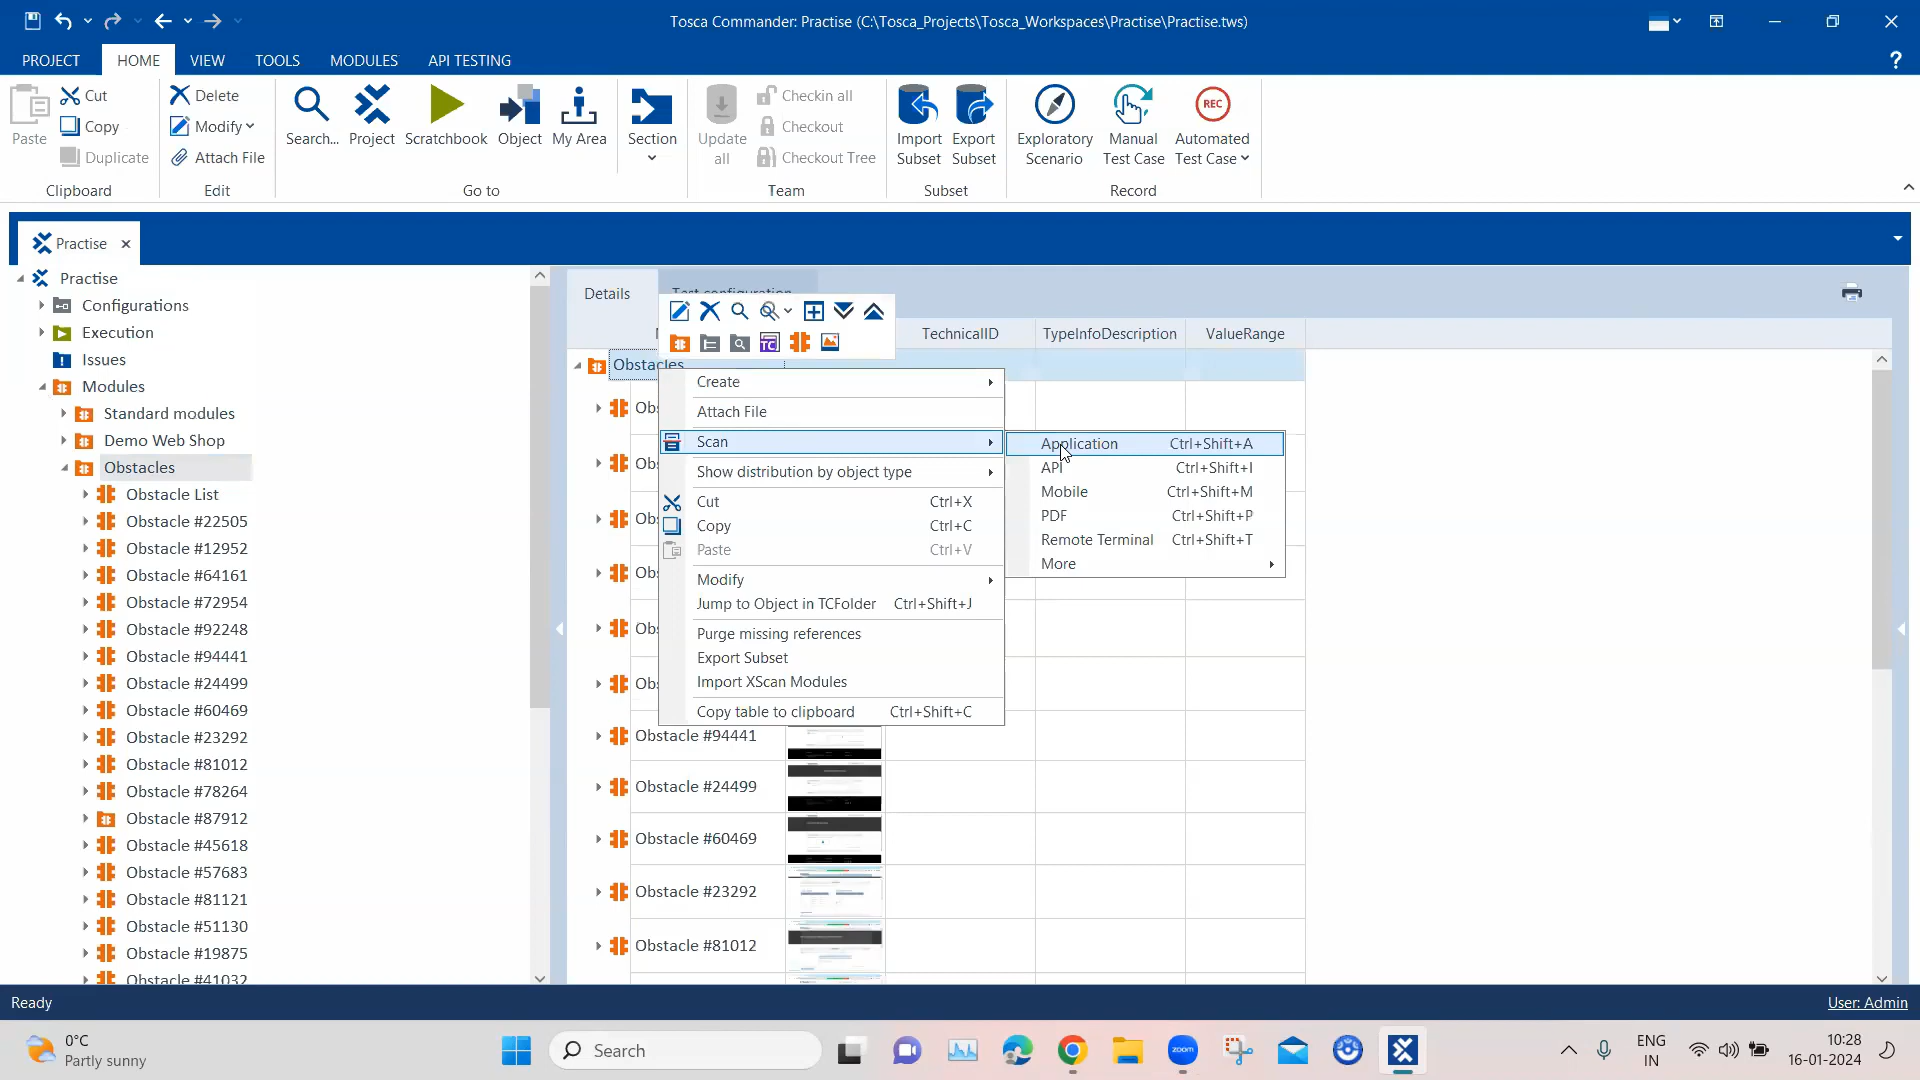 Tosca Commander: Practise (C:\Tosca_Projects\Tosca_Workspaces\Practise\Practise.tws)
PROJECT HOME VIEW TOOLS MODULES API TESTING ?
Paste Cut Copy Duplicate
Clipboard
Delete Modify Attach File
Edit
Search... Project Scratchbook Object My Area Section
Go to
Update all Checkin all Checkout Checkout Tree
Team
Import Subset Export Subset
Subset
Exploratory Scenario Manual Test Case REC Automated Test Case
Record
Practise
Practise
Configurations
Execution
Issues
Modules
Standard modules
Demo Web Shop
Obstacles
Obstacle List
Obstacle #22505
Obstacle #12952
Obstacle #64161
Obstacle #72954
Obstacle #92248
Obstacle #94441
Obstacle #24499
Obstacle #60469
Obstacle #23292
Obstacle #81012
Obstacle #78264
Obstacle #87912
Obstacle #45618
Obstacle #57683
Obstacle #81121
Obstacle #51130
Obstacle #19875
Obstacle #41032
Details Test configuration
TechnicalID TypeInfoDescription ValueRange
TC
Obstacles
Create
Attach File
Scan
Show distribution by object type
Cut Ctrl+X
Copy Ctrl+C
Paste Ctrl+V
Modify
Jump to Object in TCFolder Ctrl+Shift+J
Purge missing references
Export Subset
Import XScan Modules
Copy table to clipboard Ctrl+Shift+C
Application Ctrl+Shift+A
API Ctrl+Shift+I
Mobile Ctrl+Shift+M
PDF Ctrl+Shift+P
Remote Terminal Ctrl+Shift+T
More
Obstacle #94441
Obstacle #24499
Obstacle #60469
Obstacle #23292
Obstacle #81012
Ready User: Admin
0°C
Partly sunny
Search
zoom
ENG
IN
10:28
16-01-2024